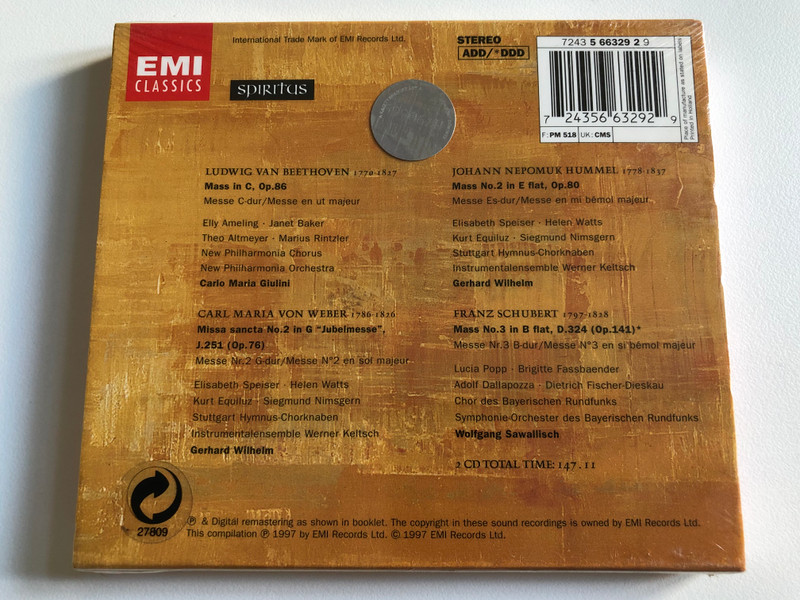 EMI
CLASSICS
International Trade Mark of EMI Records Ltd.
SPIRITUS
STEREO
ADD/*DDD
7243 5 66329 2 9
7 24356 63292 9
F: PM 518 UK: CMS
Place of manufacture as stated on labels
Printed in Holland
LUDWIG VAN BEETHOVEN 1770-1827
Mass in C, Op.86
Messe C-dur/Messe en ut majeur
Elly Ameling · Janet Baker
Theo Altmeyer · Marius Rintzler
New Philharmonia Chorus
New Philharmonia Orchestra
Carlo Maria Giulini
CARL MARIA VON WEBER 1786-1826
Missa sancta No.2 in G "Jubelmesse",
J.251 (Op.76)
Messe Nr.2 G-dur/Messe N°2 en sol majeur
Elisabeth Speiser · Helen Watts
Kurt Equiluz · Siegmund Nimsgern
Stuttgart Hymnus-Chorknaben
Instrumentalensemble Werner Keltsch
Gerhard Wilhelm
JOHANN NEPOMUK HUMMEL 1778-1837
Mass No.2 in E flat, Op.80
Messe Es-dur/Messe en mi bémol majeur
Elisabeth Speiser · Helen Watts
Kurt Equiluz · Siegmund Nimsgern
Stuttgart Hymnus-Chorknaben
Instrumentalensemble Werner Keltsch
Gerhard Wilhelm
FRANZ SCHUBERT 1797-1828
Mass No.3 in B flat, D.324 (Op.141)*
Messe Nr.3 B-dur/Messe N°3 en si bémol majeur
Lucia Popp · Brigitte Fassbaender
Adolf Dallapozza · Dietrich Fischer-Dieskau
Chor des Bayerischen Rundfunks
Symphonie-Orchester des Bayerischen Rundfunks
Wolfgang Sawallisch
2 CD TOTAL TIME: 147.11
27809
℗ & Digital remastering as shown in booklet. The copyright in these sound recordings is owned by EMI Records Ltd.
This compilation ℗ 1997 by EMI Records Ltd. © 1997 EMI Records Ltd.